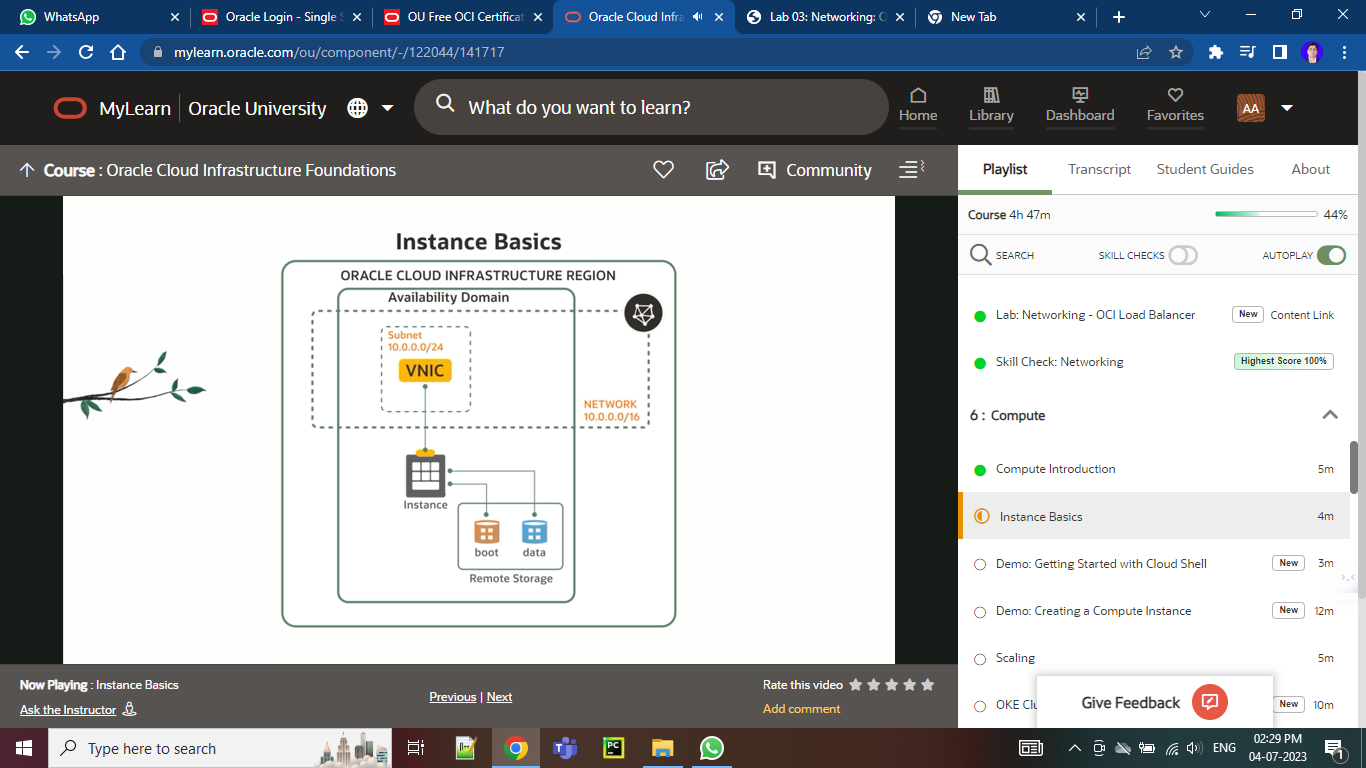 WhatsApp
Oracle Login - Single S
OU Free OCI Certificat
Oracle Cloud Infra
Lab 03: Networking: O
New Tab
mylearn.oracle.com/ou/component/-/122044/141717
MyLearn | Oracle University
What do you want to learn?
Home
Library
Dashboard
Favorites
AA
Course : Oracle Cloud Infrastructure Foundations
Community
Playlist
Transcript
Student Guides
About
Course 4h 47m
44%
SEARCH
SKILL CHECKS
AUTOPLAY
Instance Basics
ORACLE CLOUD INFRASTRUCTURE REGION
Availability Domain
Subnet
10.0.0.0/24
VNIC
NETWORK
10.0.0.0/16
Instance
boot
data
Remote Storage
Lab: Networking - OCI Load Balancer New Content Link
Skill Check: Networking Highest Score 100%
6 : Compute
Compute Introduction 5m
Instance Basics 4m
Demo: Getting Started with Cloud Shell New 3m
Demo: Creating a Compute Instance New 12m
Scaling 5m
OKE Clu New 10m
Give Feedback
Now Playing : Instance Basics
Ask the Instructor
Previous | Next
Rate this video
Add comment
Type here to search
PC
ENG
02:29 PM
04-07-2023
1